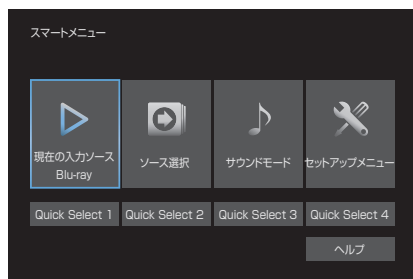 スマートメニュー
現在の入力ソース
Blu-ray
ソース選択
サウンドモード
セットアップメニュー
Quick Select 1
Quick Select 2
Quick Select 3
Quick Select 4
ヘルプ